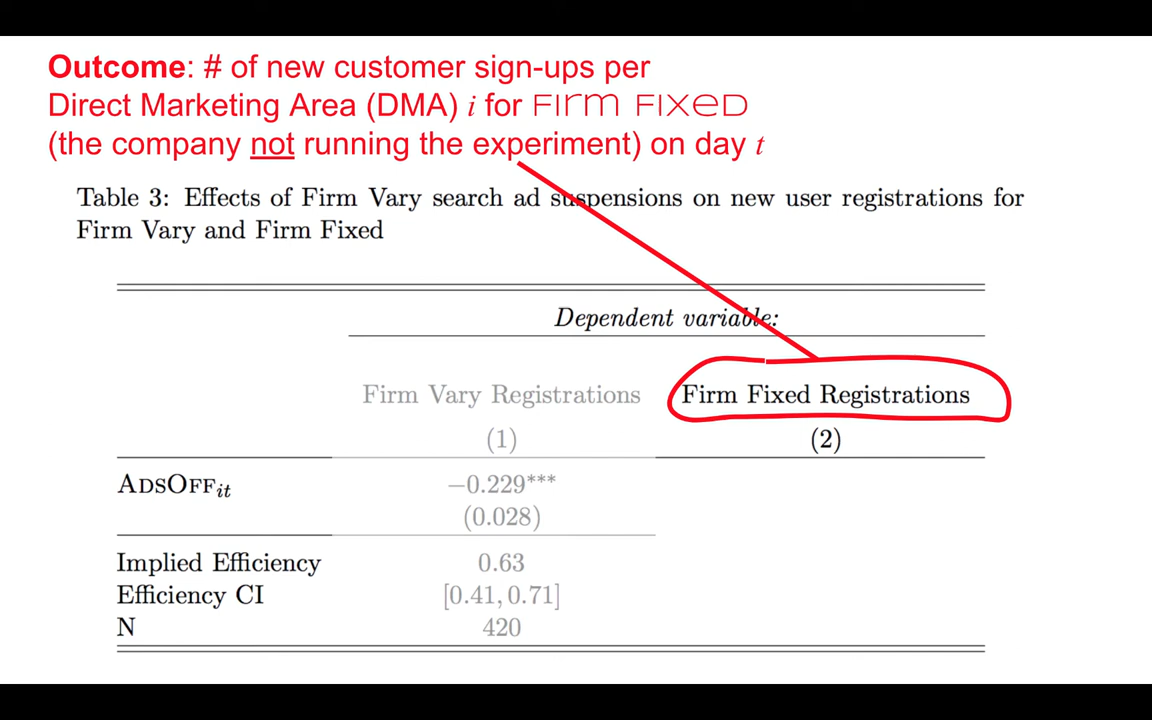 Outcome: # of new customer sign-ups per
Direct Marketing Area (DMA) i for FIRM FIXED
(the company not running the experiment) on day t
Table 3: Effects of Firm Vary search ad suspensions on new user registrations for
Firm Vary and Firm Fixed
Dependent variable:
Firm Vary Registrations Firm Fixed Registrations
(1) (2)
ADSOFFit −0.229***
(0.028)
Implied Efficiency 0.63
Efficiency CI [0.41, 0.71]
N 420